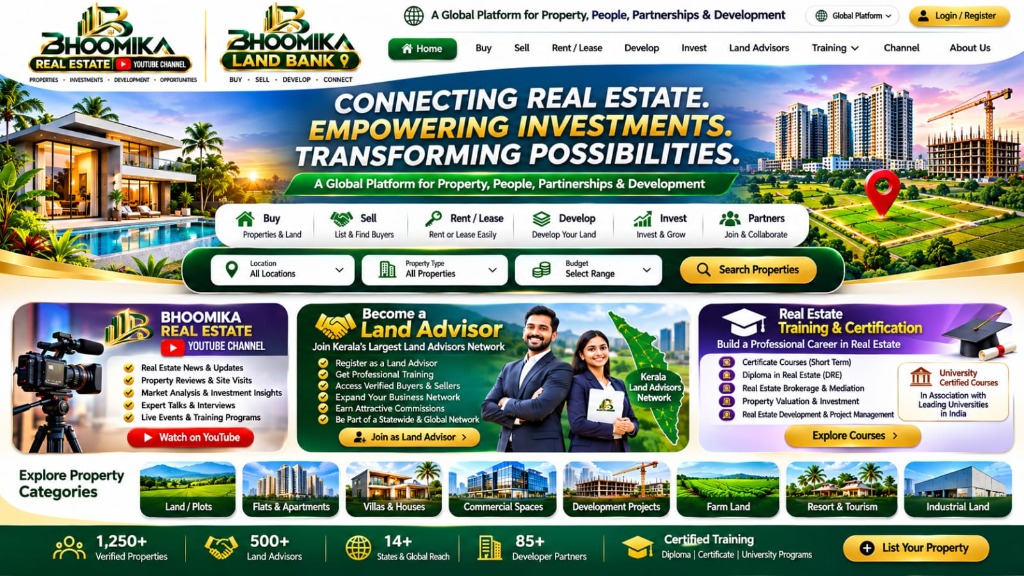 BHOOMIKA
REAL ESTATE YOUTUBE CHANNEL
PROPERTIES • INVESTMENTS • DEVELOPMENT • OPPORTUNITIES
BHOOMIKA
LAND BANK
BUY • SELL • DEVELOP • CONNECT
A Global Platform for Property, People, Partnerships & Development
Global Platform
Login / Register
Home
Buy
Sell
Rent / Lease
Develop
Invest
Land Advisors
Training
Channel
About Us
CONNECTING REAL ESTATE.
EMPOWERING INVESTMENTS.
TRANSFORMING POSSIBILITIES.
A Global Platform for Property, People, Partnerships & Development
Buy
Properties & Land
Sell
List & Find Buyers
Rent / Lease
Rent or Lease Easily
Develop
Develop Your Land
Invest
Invest & Grow
Partners
Join & Collaborate
Location
All Locations
Property Type
All Properties
Budget
Select Range
Search Properties
BHOOMIKA
REAL ESTATE
YOUTUBE CHANNEL
Real Estate News & Updates
Property Reviews & Site Visits
Market Analysis & Investment Insights
Expert Talks & Interviews
Live Events & Training Programs
Watch on YouTube
Become a
Land Advisor
Join Kerala's Largest Land Advisors Network
Register as a Land Advisor
Get Professional Training
Access Verified Buyers & Sellers
Expand Your Business Network
Earn Attractive Commissions
Be Part of a Statewide & Global Network
Join as Land Advisor
Kerala
Land Advisors
Network
Real Estate
Training & Certification
Build a Professional Career in Real Estate
Certificate Courses (Short Term)
Diploma in Real Estate (DRE)
Real Estate Brokerage & Mediation
Property Valuation & Investment
Real Estate Development & Project Management
University
Certified Courses
In Association with
Leading Universities
in India
Explore Courses
Explore Property
Categories
Land / Plots
Flats & Apartments
Villas & Houses
Commercial Spaces
Development Projects
Farm Land
Resort & Tourism
Industrial Land
1,250+
Verified Properties
500+
Land Advisors
14+
States & Global Reach
85+
Developer Partners
Certified Training
Diploma | Certificate | University Programs
List Your Property